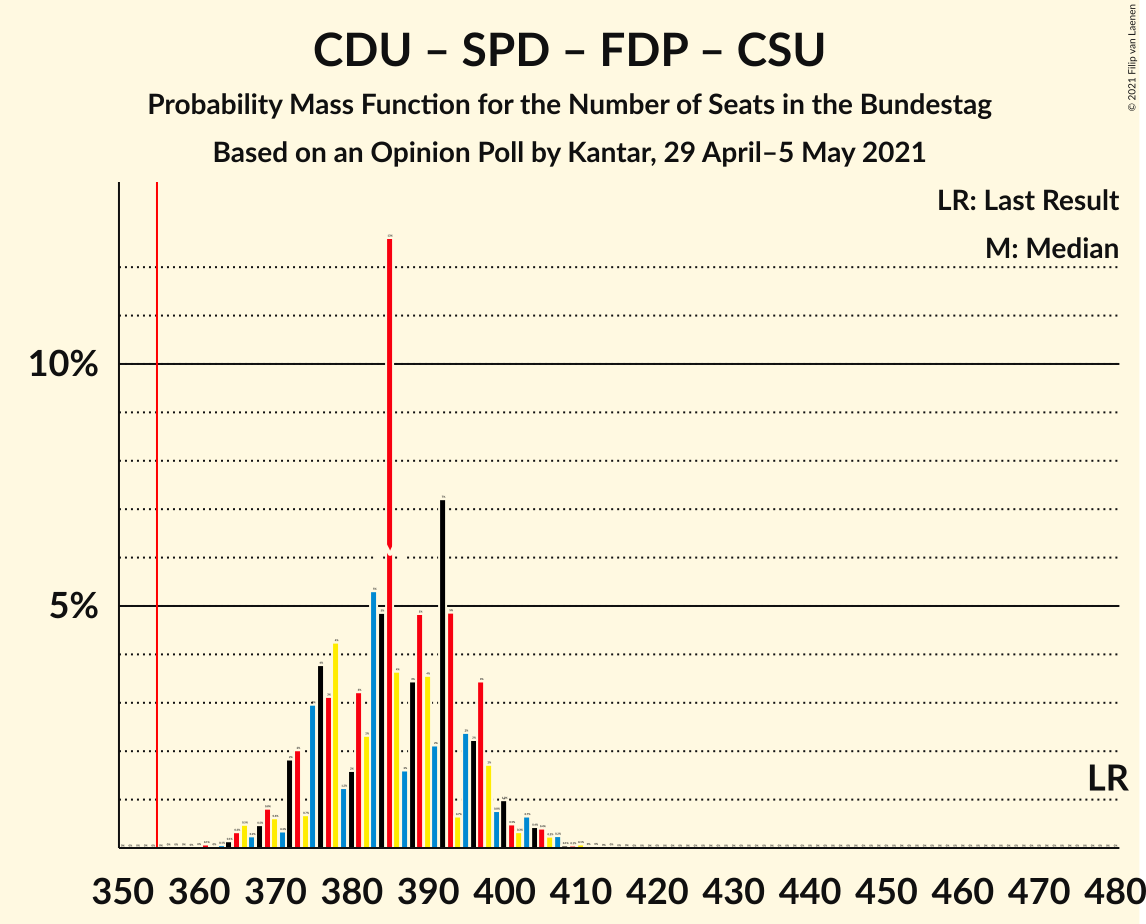 CDU – SPD – FDP – CSU
Probability Mass Function for the Number of Seats in the Bundestag
Based on an Opinion Poll by Kantar, 29 April–5 May 2021
© 2021 Filip van Laenen
LR: Last Result
M: Median
10%
5%
LR
350 360 370 380 390 400 410 420 430 440 450 460 470 480